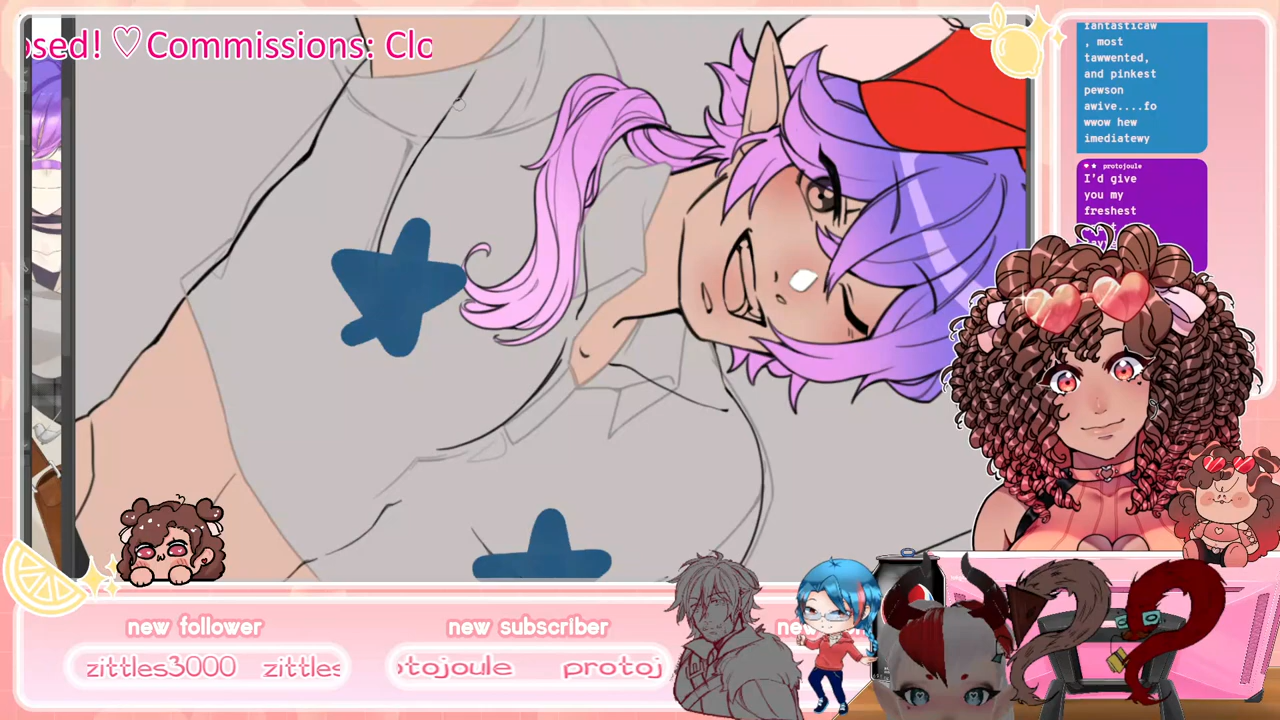 osed! ♡Commissions: Clo
fantasticaw
, most
tawwented,
and pinkest
pewson
awive....fo
wwow hew
imediatewy
protojoule
I'd give
you my
freshest
new follower
new subscriber
zittles3000 zittles
otojoule protoj